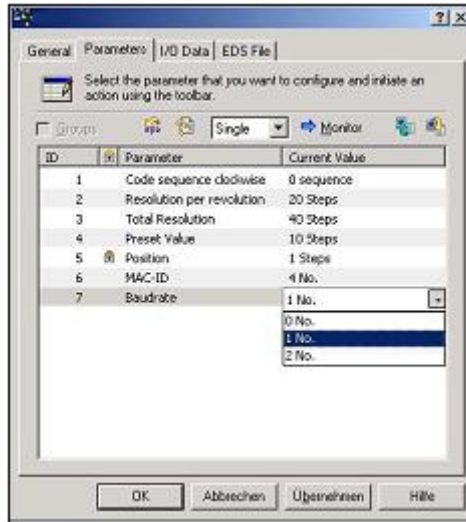 General Parameters I/O Data EDS File
Select the parameter that you want to configure and initiate an
action using the toolbar.
Groups Single Monitor
ID Parameter Current Value
1 Code sequence clockwise 0 sequence
2 Resolution per revolution 20 Steps
3 Total Resolution 40 Steps
4 Preset Value 10 Steps
5 Position 1 Steps
6 MAC-ID 4 No.
7 Baudrate 1 No.
0 No.
1 No.
2 No.
OK Abbrechen Übernehmen Hilfe